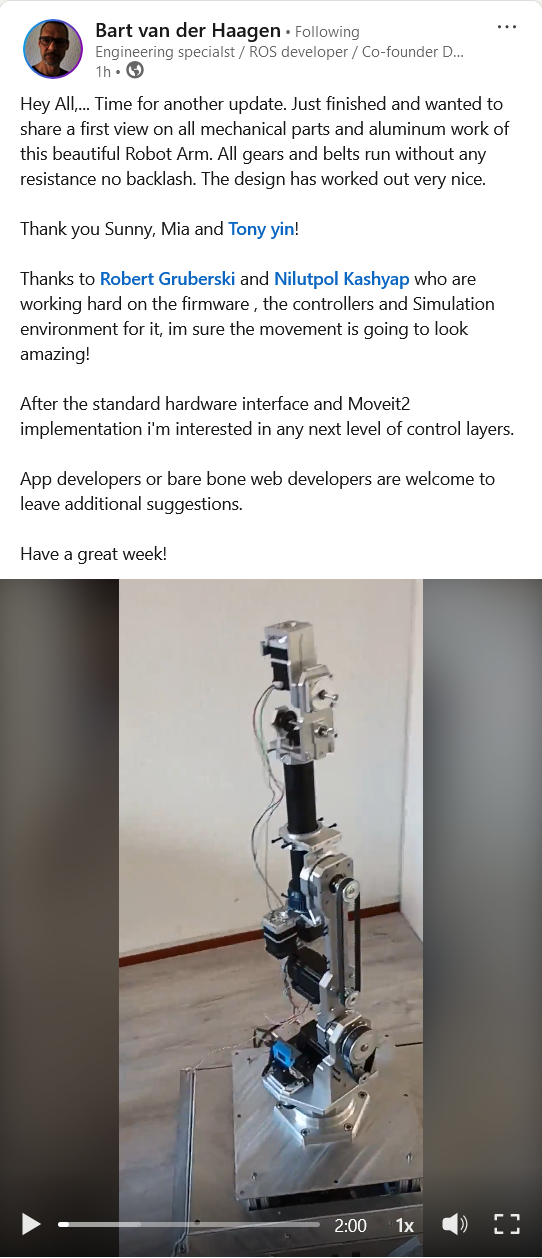 Bart van der Haagen • Following
Engineering specialst / ROS developer / Co-founder D...
1h •
Hey All,... Time for another update. Just finished and wanted to
share a first view on all mechanical parts and aluminum work of
this beautiful Robot Arm. All gears and belts run without any
resistance no backlash. The design has worked out very nice.
Thank you Sunny, Mia and Tony yin!
Thanks to Robert Gruberski and Nilutpol Kashyap who are
working hard on the firmware , the controllers and Simulation
environment for it, im sure the movement is going to look
amazing!
After the standard hardware interface and Moveit2
implementation i'm interested in any next level of control layers.
App developers or bare bone web developers are welcome to
leave additional suggestions.
Have a great week!
2:00 1x